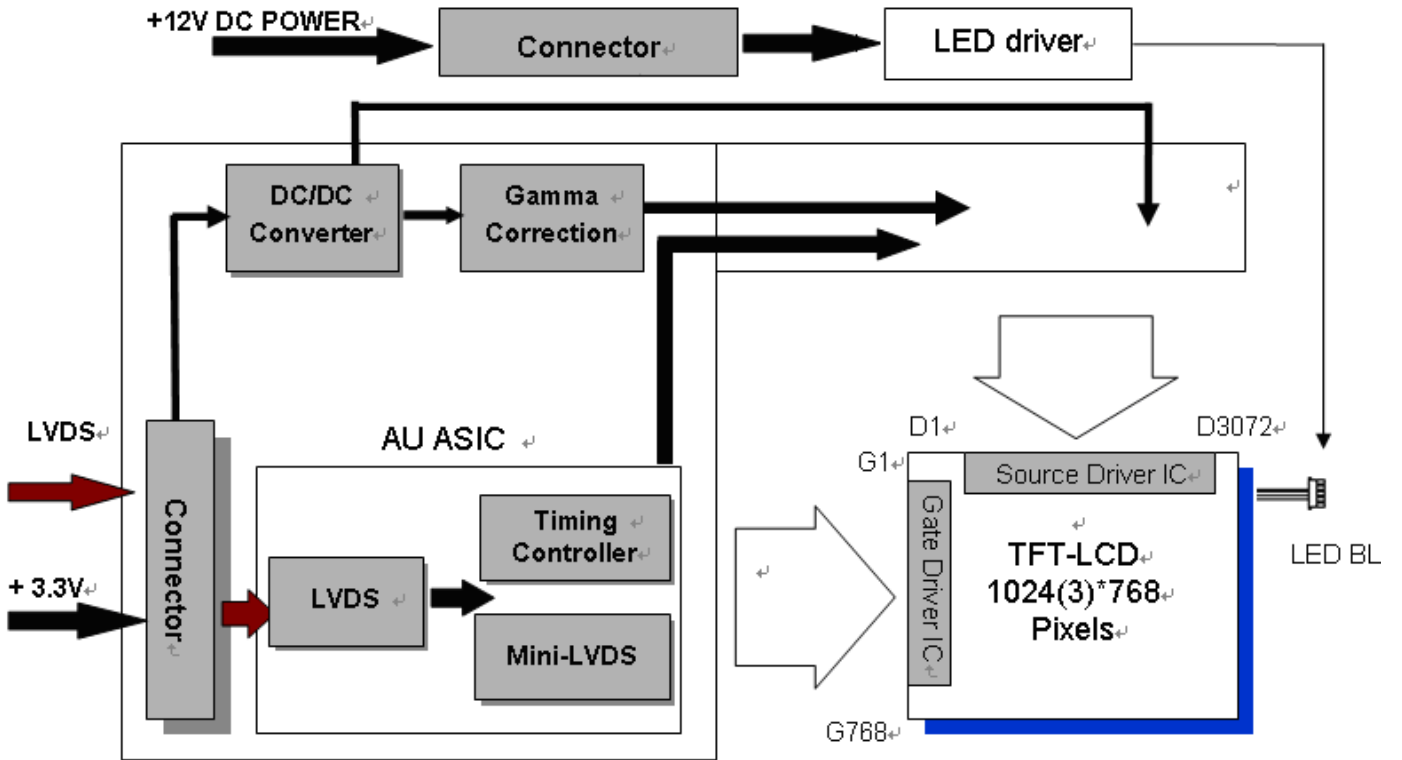 +12V DC POWER
Connector
LED driver
DC/DC
Converter
Gamma
Correction
LVDS
+ 3.3V
Connector
AU ASIC
LVDS
Timing
Controller
Mini-LVDS
D1
D3072
G1
Source Driver IC
Gate Driver IC
TFT-LCD
1024(3)*768
Pixels
G768
LED BL